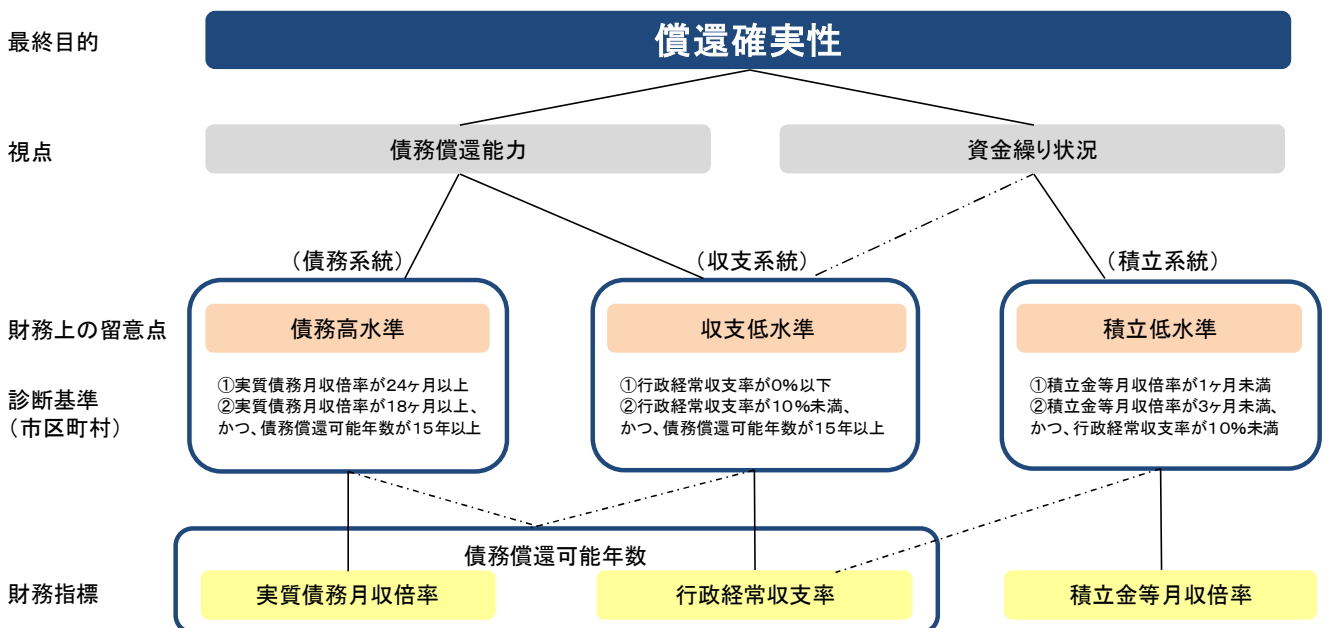 最終目的
償還確実性
視点
債務償還能力
資金繰り状況
（債務系統）
（収支系統）
（積立系統）
財務上の留意点
債務高水準
収支低水準
積立低水準
診断基準
（市区町村）
①実質債務月収倍率が24ヶ月以上
②実質債務月収倍率が18ヶ月以上、
かつ、債務償還可能年数が15年以上
①行政経常収支率が0%以下
②行政経常収支率が10%未満、
かつ、債務償還可能年数が15年以上
①積立金等月収倍率が1ヶ月未満
②積立金等月収倍率が3ヶ月未満、
かつ、行政経常収支率が10%未満
債務償還可能年数
財務指標
実質債務月収倍率
行政経常収支率
積立金等月収倍率